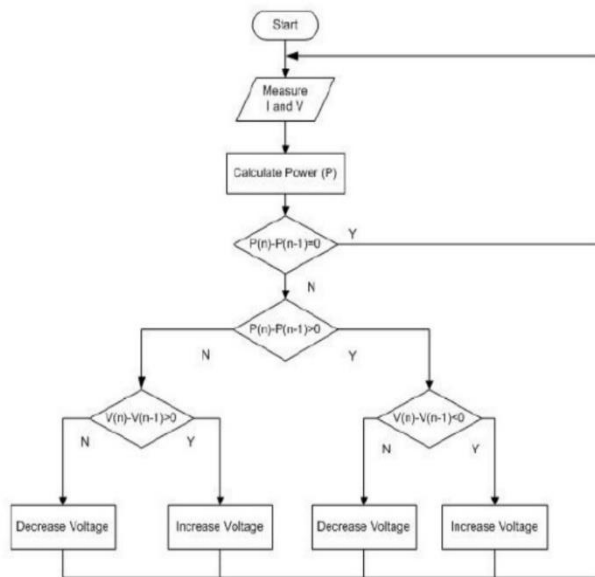 Start
Measure
I and V
Calculate Power (P)
P(n)-P(n-1)=0
Y
N
P(n)-P(n-1)>0
N
Y
V(n)-V(n-1)>0
V(n)-V(n-1)<0
N
Y
N
Y
Decrease Voltage
Increase Voltage
Decrease Voltage
Increase Voltage